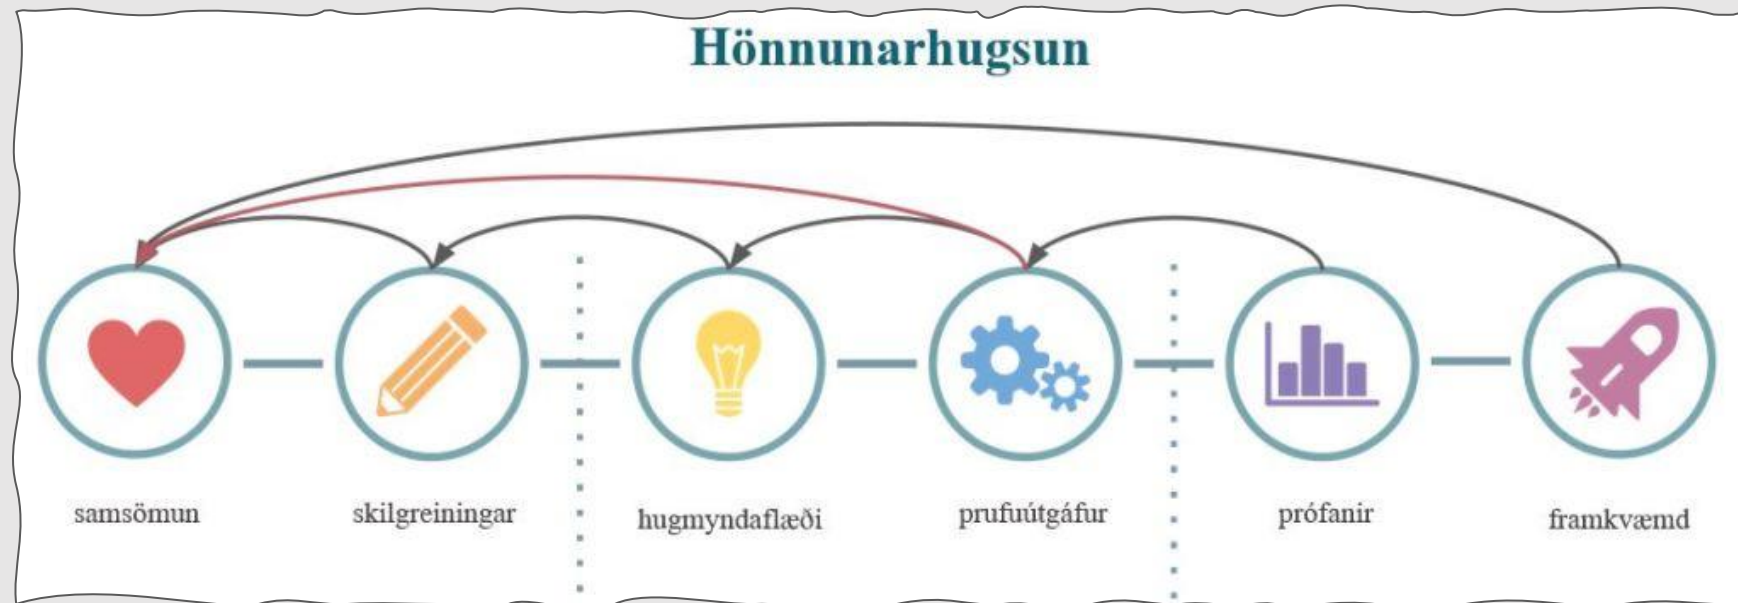 Hönnunarhugsun
samsömun
skilgreiningar
hugmyndaflæði
prufuútgáfur
prófanir
framkvæmd